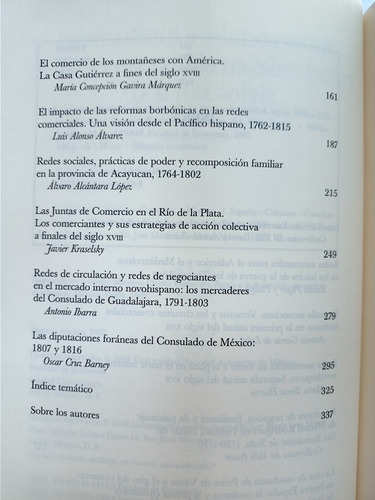 El comercio de los montañeses con América.
La Casa Gutiérrez a fines del siglo XVIII
María Concepción Gavira Márquez 161
El impacto de las reformas borbónicas en las redes
comerciales. Una visión desde el Pacífico hispano, 1762-1815
Luis Alonso Álvarez 187
Redes sociales, prácticas de poder y recomposición familiar
en la provincia de Acayucan, 1764-1802
Álvaro Alcántara López 215
Las Juntas de Comercio en el Río de la Plata.
Los comerciantes y sus estrategias de acción colectiva
a finales del siglo XVIII
Javier Kraselsky 249
Redes de circulación y redes de negociantes
en el mercado interno novohispano: los mercaderes
del Consulado de Guadalajara, 1791-1803
Antonio Ibarra 279
Las diputaciones foráneas del Consulado de México:
1807 y 1816
Oscar Cruz Barney 295
Índice temático 325
Sobre los autores 337